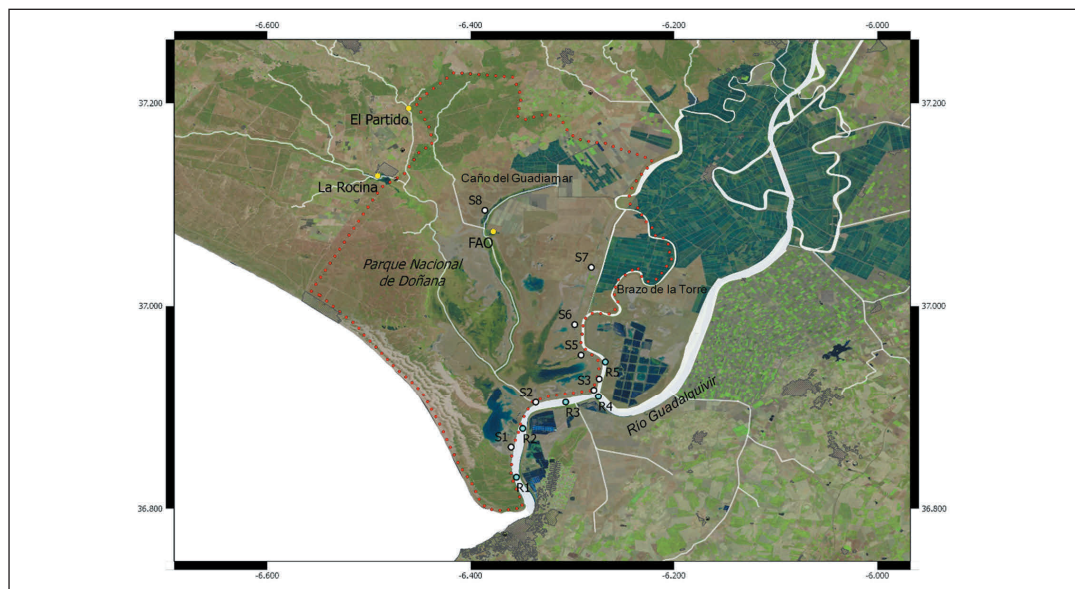 -6.600
-6.400
-6.200
-6.000
37.200
37.200
El Partido
La Rocina
Caño del Guadiamar
S8
FAO
Parque Nacional
de Doñana
S7
Brazo de la Torre
37.000
37.000
S6
S5
R5
S3
S2
R4
R3
Río Guadalquivir
S1
R2
R1
36.800
36.800
-6.600
-6.400
-6.200
-6.000